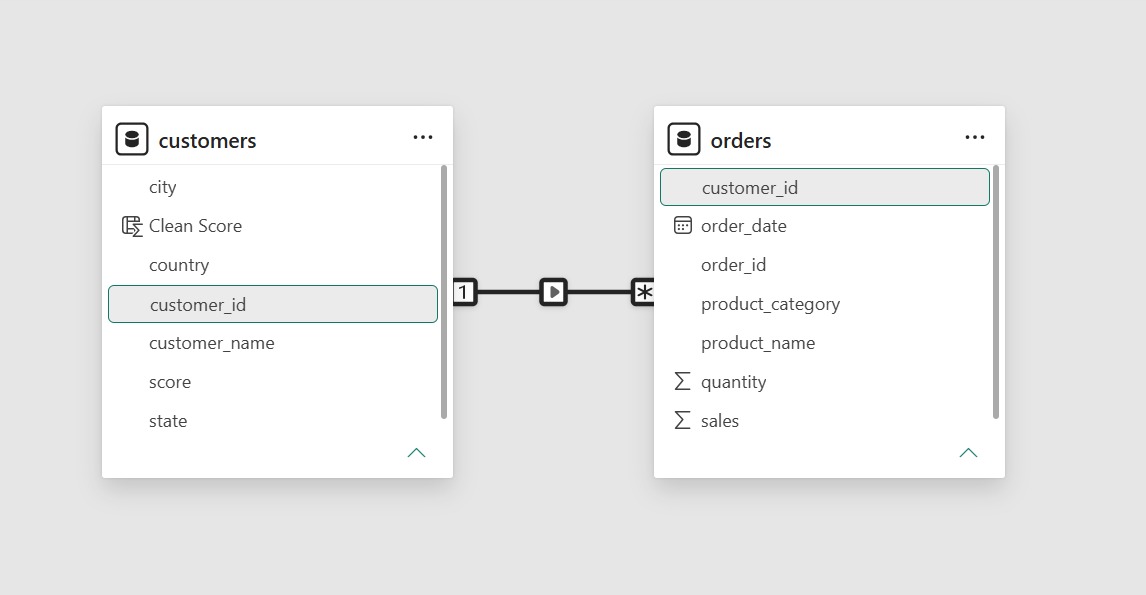 customers
city
Clean Score
country
customer_id
customer_name
score
state
1
*
orders
customer_id
order_date
order_id
product_category
product_name
quantity
sales